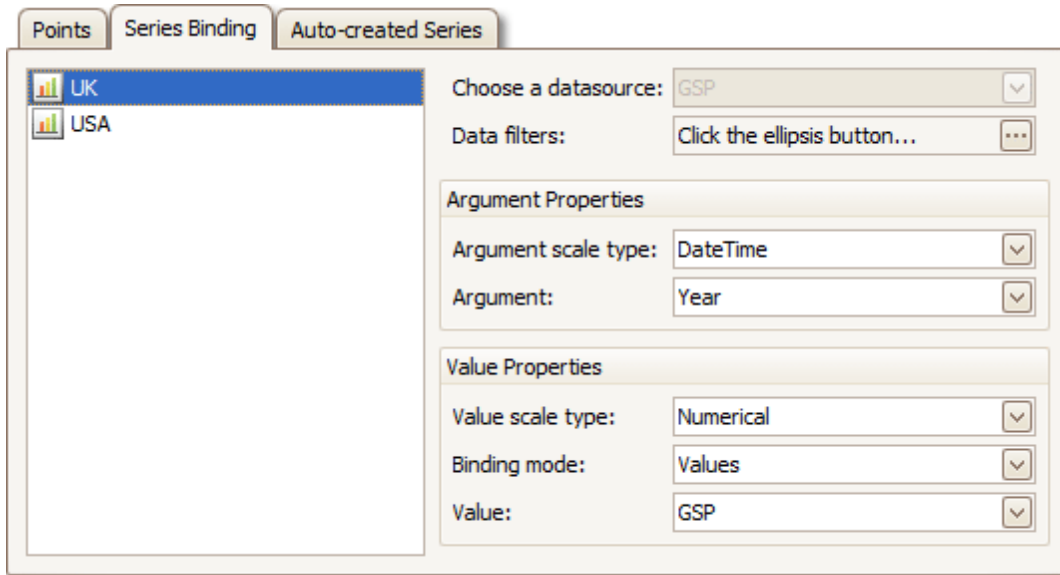 Points Series Binding Auto-created Series
UK
USA
Choose a datasource: GSP
Data filters: Click the ellipsis button...
Argument Properties
Argument scale type: DateTime
Argument: Year
Value Properties
Value scale type: Numerical
Binding mode: Values
Value: GSP